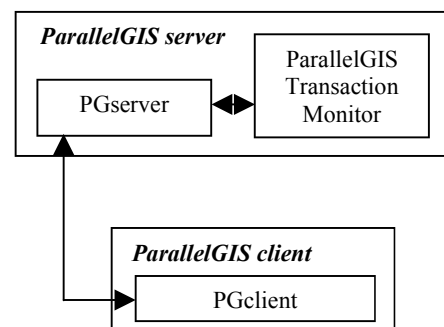 ParallelGIS server
PGserver
ParallelGIS
Transaction
Monitor
ParallelGIS client
PGclient